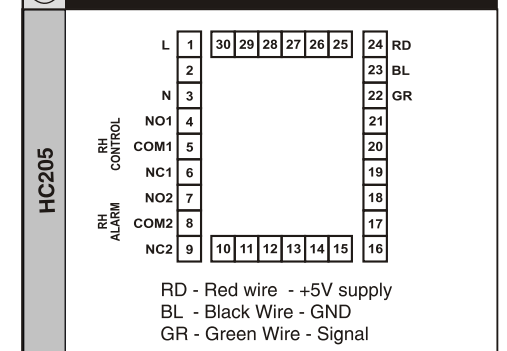 HC205
L 1 30 29 28 27 26 25 24 RD
2 23 BL
N 3 22 GR
NO1 4 21
RH CONTROL
COM1 5 20
NC1 6 19
NO2 7 18
RH ALARM
COM2 8 17
NC2 9 10 11 12 13 14 15 16
RD - Red wire - +5V supply
BL - Black Wire - GND
GR - Green Wire - Signal